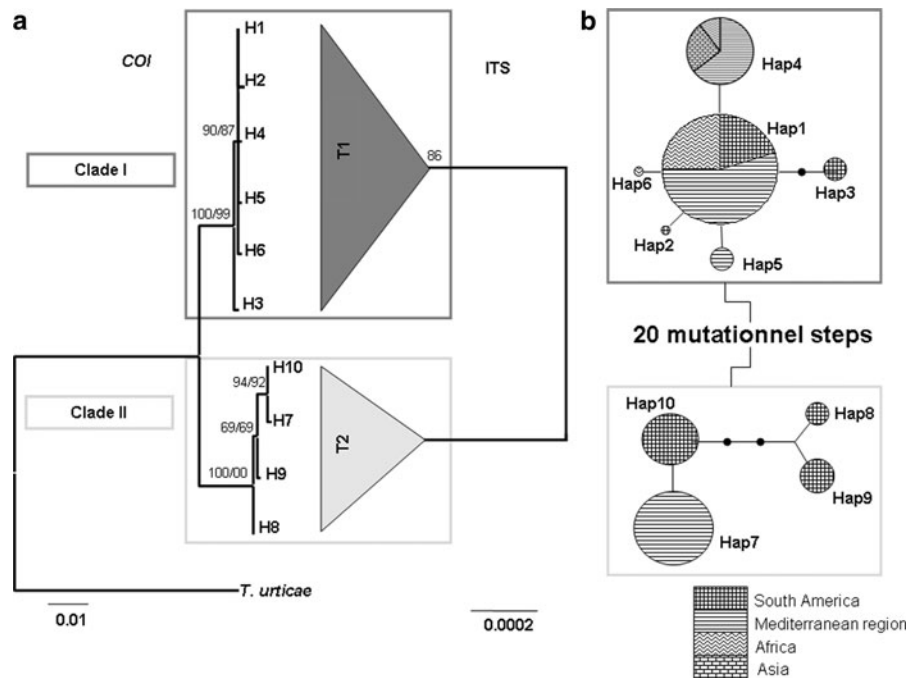 a
COI
ITS
H1
H2
90/87
H4
T1
86
Clade I
H5
100/99
H6
H3
H10
94/92
Clade II
H7
69/69
T2
H9
100/00
H8
T. urticae
0.01
0.0002
b
Hap4
Hap1
Hap6
Hap3
Hap2
Hap5
20 mutationnel steps
Hap10
Hap8
Hap9
Hap7
South America
Mediterranean region
Africa
Asia